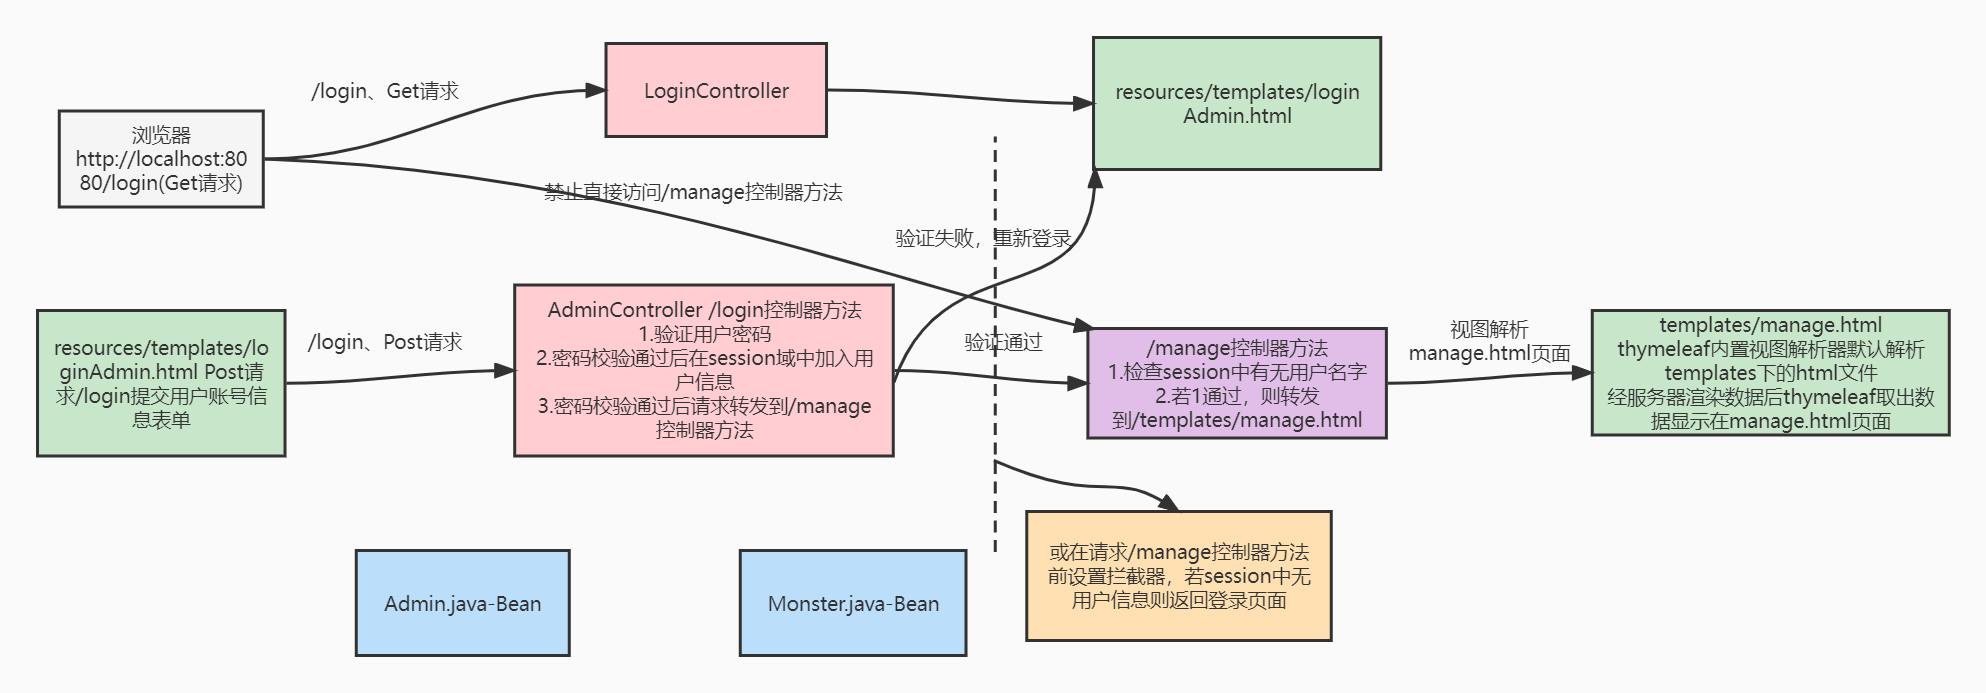 浏览器
http://localhost:80
80/login(Get请求)
/login、Get请求
LoginController
resources/templates/login
Admin.html
禁止直接访问/manage控制器方法
验证失败，重新登录
resources/templates/lo
ginAdmin.html Post请
求/login提交用户账号信
息表单
/login、Post请求
AdminController /login控制器方法
1.验证用户密码
2.密码校验通过后在session域中加入用
户信息
3.密码校验通过后请求转发到/manage
控制器方法
验证通过
/manage控制器方法
1.检查session中有无用户名字
2.若1通过，则转发
到/templates/manage.html
视图解析
manage.html页面
templates/manage.html
thymeleaf内置视图解析器默认解析
templates下的html文件
经服务器渲染数据后thymeleaf取出数
据显示在manage.html页面
Admin.java-Bean
Monster.java-Bean
或在请求/manage控制器方法
前设置拦截器，若session中无
用户信息则返回登录页面